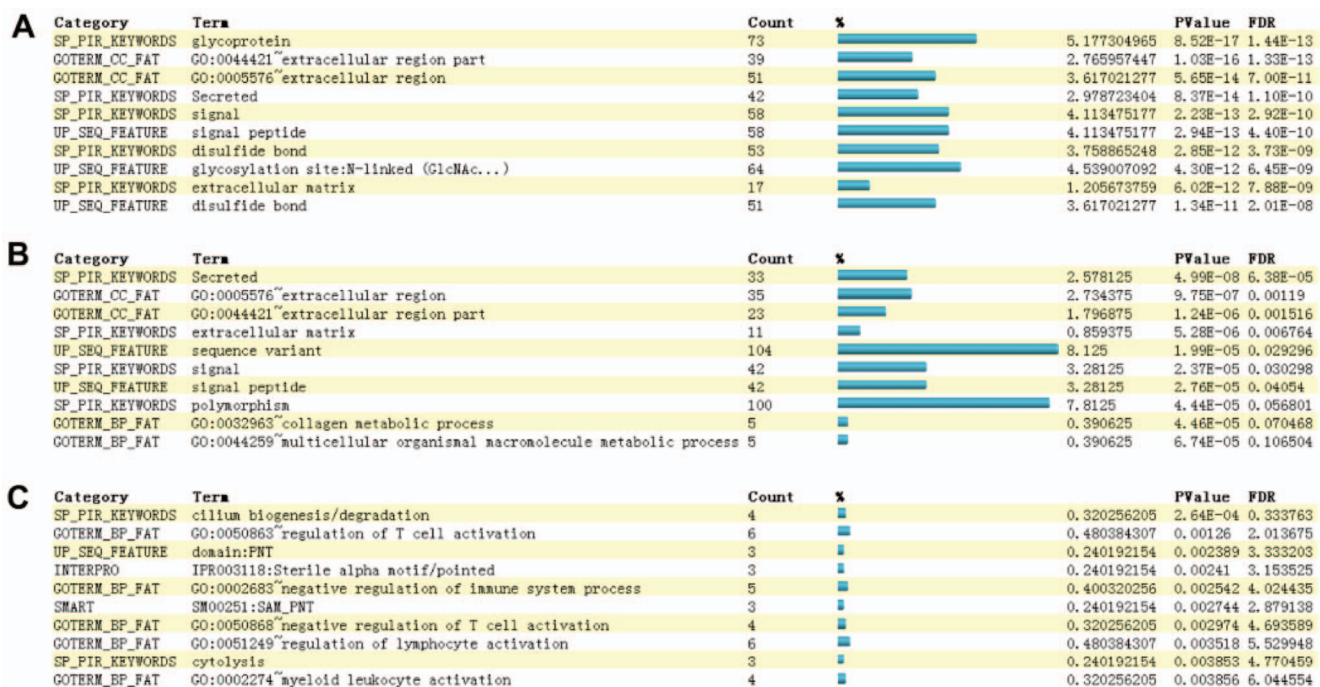 A
Category Term Count % PValue FDR
SP_PIR_KEYWORDS glycoprotein 73 5.177304965 8.52E-17 1.44E-13
GOTERM_CC_FAT GO:0044421~extracellular region part 39 2.765957447 1.03E-16 1.33E-13
GOTERM_CC_FAT GO:0005576~extracellular region 51 3.617021277 5.65E-14 7.00E-11
SP_PIR_KEYWORDS Secreted 42 2.978723404 8.37E-14 1.10E-10
SP_PIR_KEYWORDS signal 58 4.113475177 2.23E-13 2.92E-10
UP_SEQ_FEATURE signal peptide 58 4.113475177 2.94E-13 4.40E-10
SP_PIR_KEYWORDS disulfide bond 53 3.758865248 2.85E-12 3.73E-09
UP_SEQ_FEATURE glycosylation site:N-linked (GlcNAc...) 64 4.539007092 4.30E-12 6.45E-09
SP_PIR_KEYWORDS extracellular matrix 17 1.205673759 6.02E-12 7.88E-09
UP_SEQ_FEATURE disulfide bond 51 3.617021277 1.34E-11 2.01E-08
B
Category Term Count % PValue FDR
SP_PIR_KEYWORDS Secreted 33 2.578125 4.99E-08 6.38E-05
GOTERM_CC_FAT GO:0005576~extracellular region 35 2.734375 9.75E-07 0.00119
GOTERM_CC_FAT GO:0044421~extracellular region part 23 1.796875 1.24E-06 0.001516
SP_PIR_KEYWORDS extracellular matrix 11 0.859375 5.28E-06 0.006764
UP_SEQ_FEATURE sequence variant 104 8.125 1.99E-05 0.029296
SP_PIR_KEYWORDS signal 42 3.28125 2.37E-05 0.030298
UP_SEQ_FEATURE signal peptide 42 3.28125 2.76E-05 0.04054
SP_PIR_KEYWORDS polymorphism 100 7.8125 4.44E-05 0.056801
GOTERM_BP_FAT GO:0032963~collagen metabolic process 5 0.390625 4.46E-05 0.070468
GOTERM_BP_FAT GO:0044259~multicellular organismal macromolecule metabolic process 5 0.390625 6.74E-05 0.106504
C
Category Term Count % PValue FDR
SP_PIR_KEYWORDS cilium biogenesis/degradation 4 0.320256205 2.64E-04 0.333763
GOTERM_BP_FAT GO:0050863~regulation of T cell activation 6 0.480384307 0.00126 2.013675
UP_SEQ_FEATURE domain:PNT 3 0.240192154 0.002389 3.333203
INTERPRO IPR003118:Sterile alpha motif/pointed 3 0.240192154 0.00241 3.153525
GOTERM_BP_FAT GO:0002683~negative regulation of immune system process 5 0.400320256 0.002542 4.024435
SMART SM00251:SAM_PNT 3 0.240192154 0.002744 2.879138
GOTERM_BP_FAT GO:0050868~negative regulation of T cell activation 4 0.320256205 0.002974 4.693589
GOTERM_BP_FAT GO:0051249~regulation of lymphocyte activation 6 0.480384307 0.003518 5.529948
SP_PIR_KEYWORDS cytolysis 3 0.240192154 0.003853 4.770459
GOTERM_BP_FAT GO:0002274~myeloid leukocyte activation 4 0.320256205 0.003856 6.044554